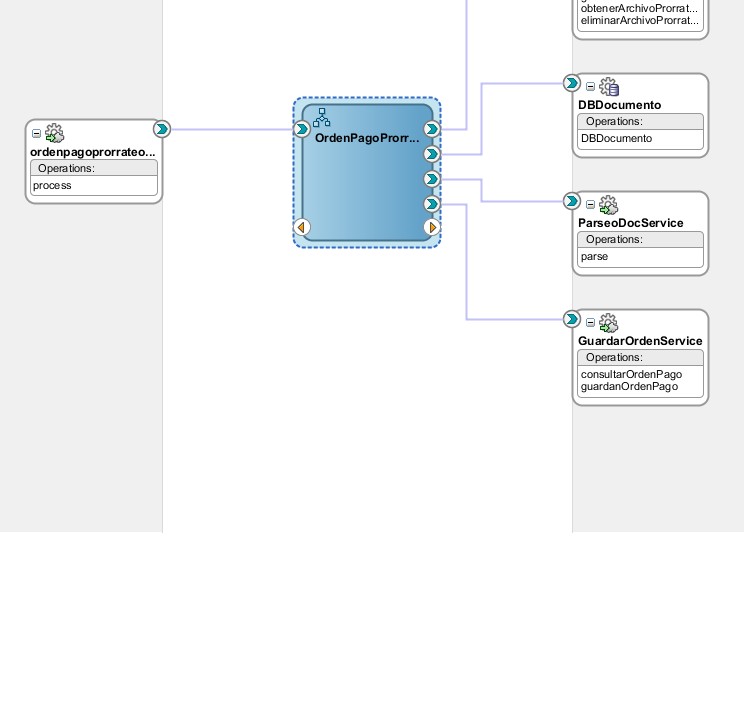 obtenerArchivoProrrat...
eliminarArchivoProrrat...
ordenpagoprorrateo...
Operations:
process
OrdenPagoProrr...
DBDocumento
Operations:
DBDocumento
ParseoDocService
Operations:
parse
GuardarOrdenService
Operations:
consultarOrdenPago
guardanOrdenPago